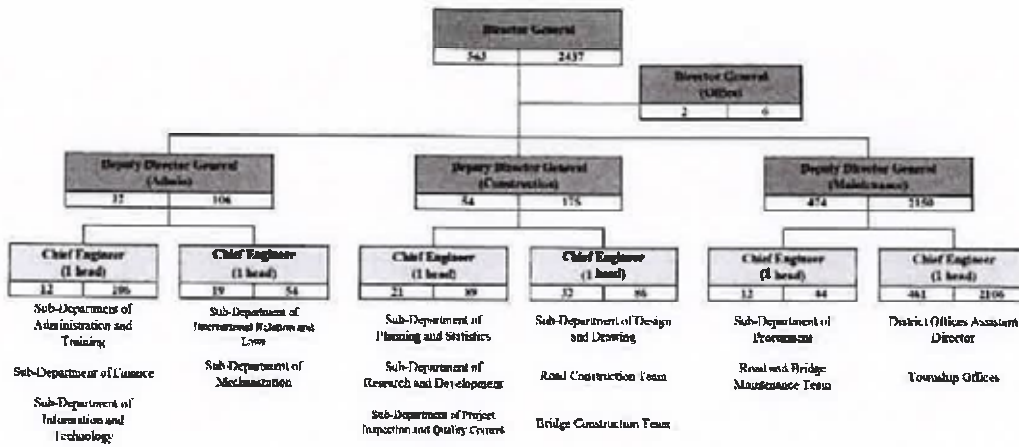 Director General
563 2437
Director General
(Office)
2 6
Deputy Director General
(Admin)
32 106
Deputy Director General
(Construction)
54 175
Deputy Director General
(Maintenance)
474 2150
Chief Engineer
(1 head)
12
Chief Engineer
(1 head)
19 54
Chief Engineer
(1 head)
21 89
Chief Engineer
(1 head)
32 86
Chief Engineer
head)
12 44
Chief Engineer
(1 head)
461 2106
Sub-Department of
Administration and
Training
Sub-Department of Finance
Sub-Department of
Information and
Technology
Sub-Department of
International Relation and
Laws
Sub-Department of
Mechanization
Sub-Department of
Planning and Statistics
Sub-Department of
Research and Development
Sub-Department of Project
Inspection and Quality Control
Sub-Department of Design
and Drawing
Road Construction Team
Bridge Construction Team
Sub-Department of
Procurement
Road and Bridge
Maintenance Team
District Offices Assistant
Director
Township Offices